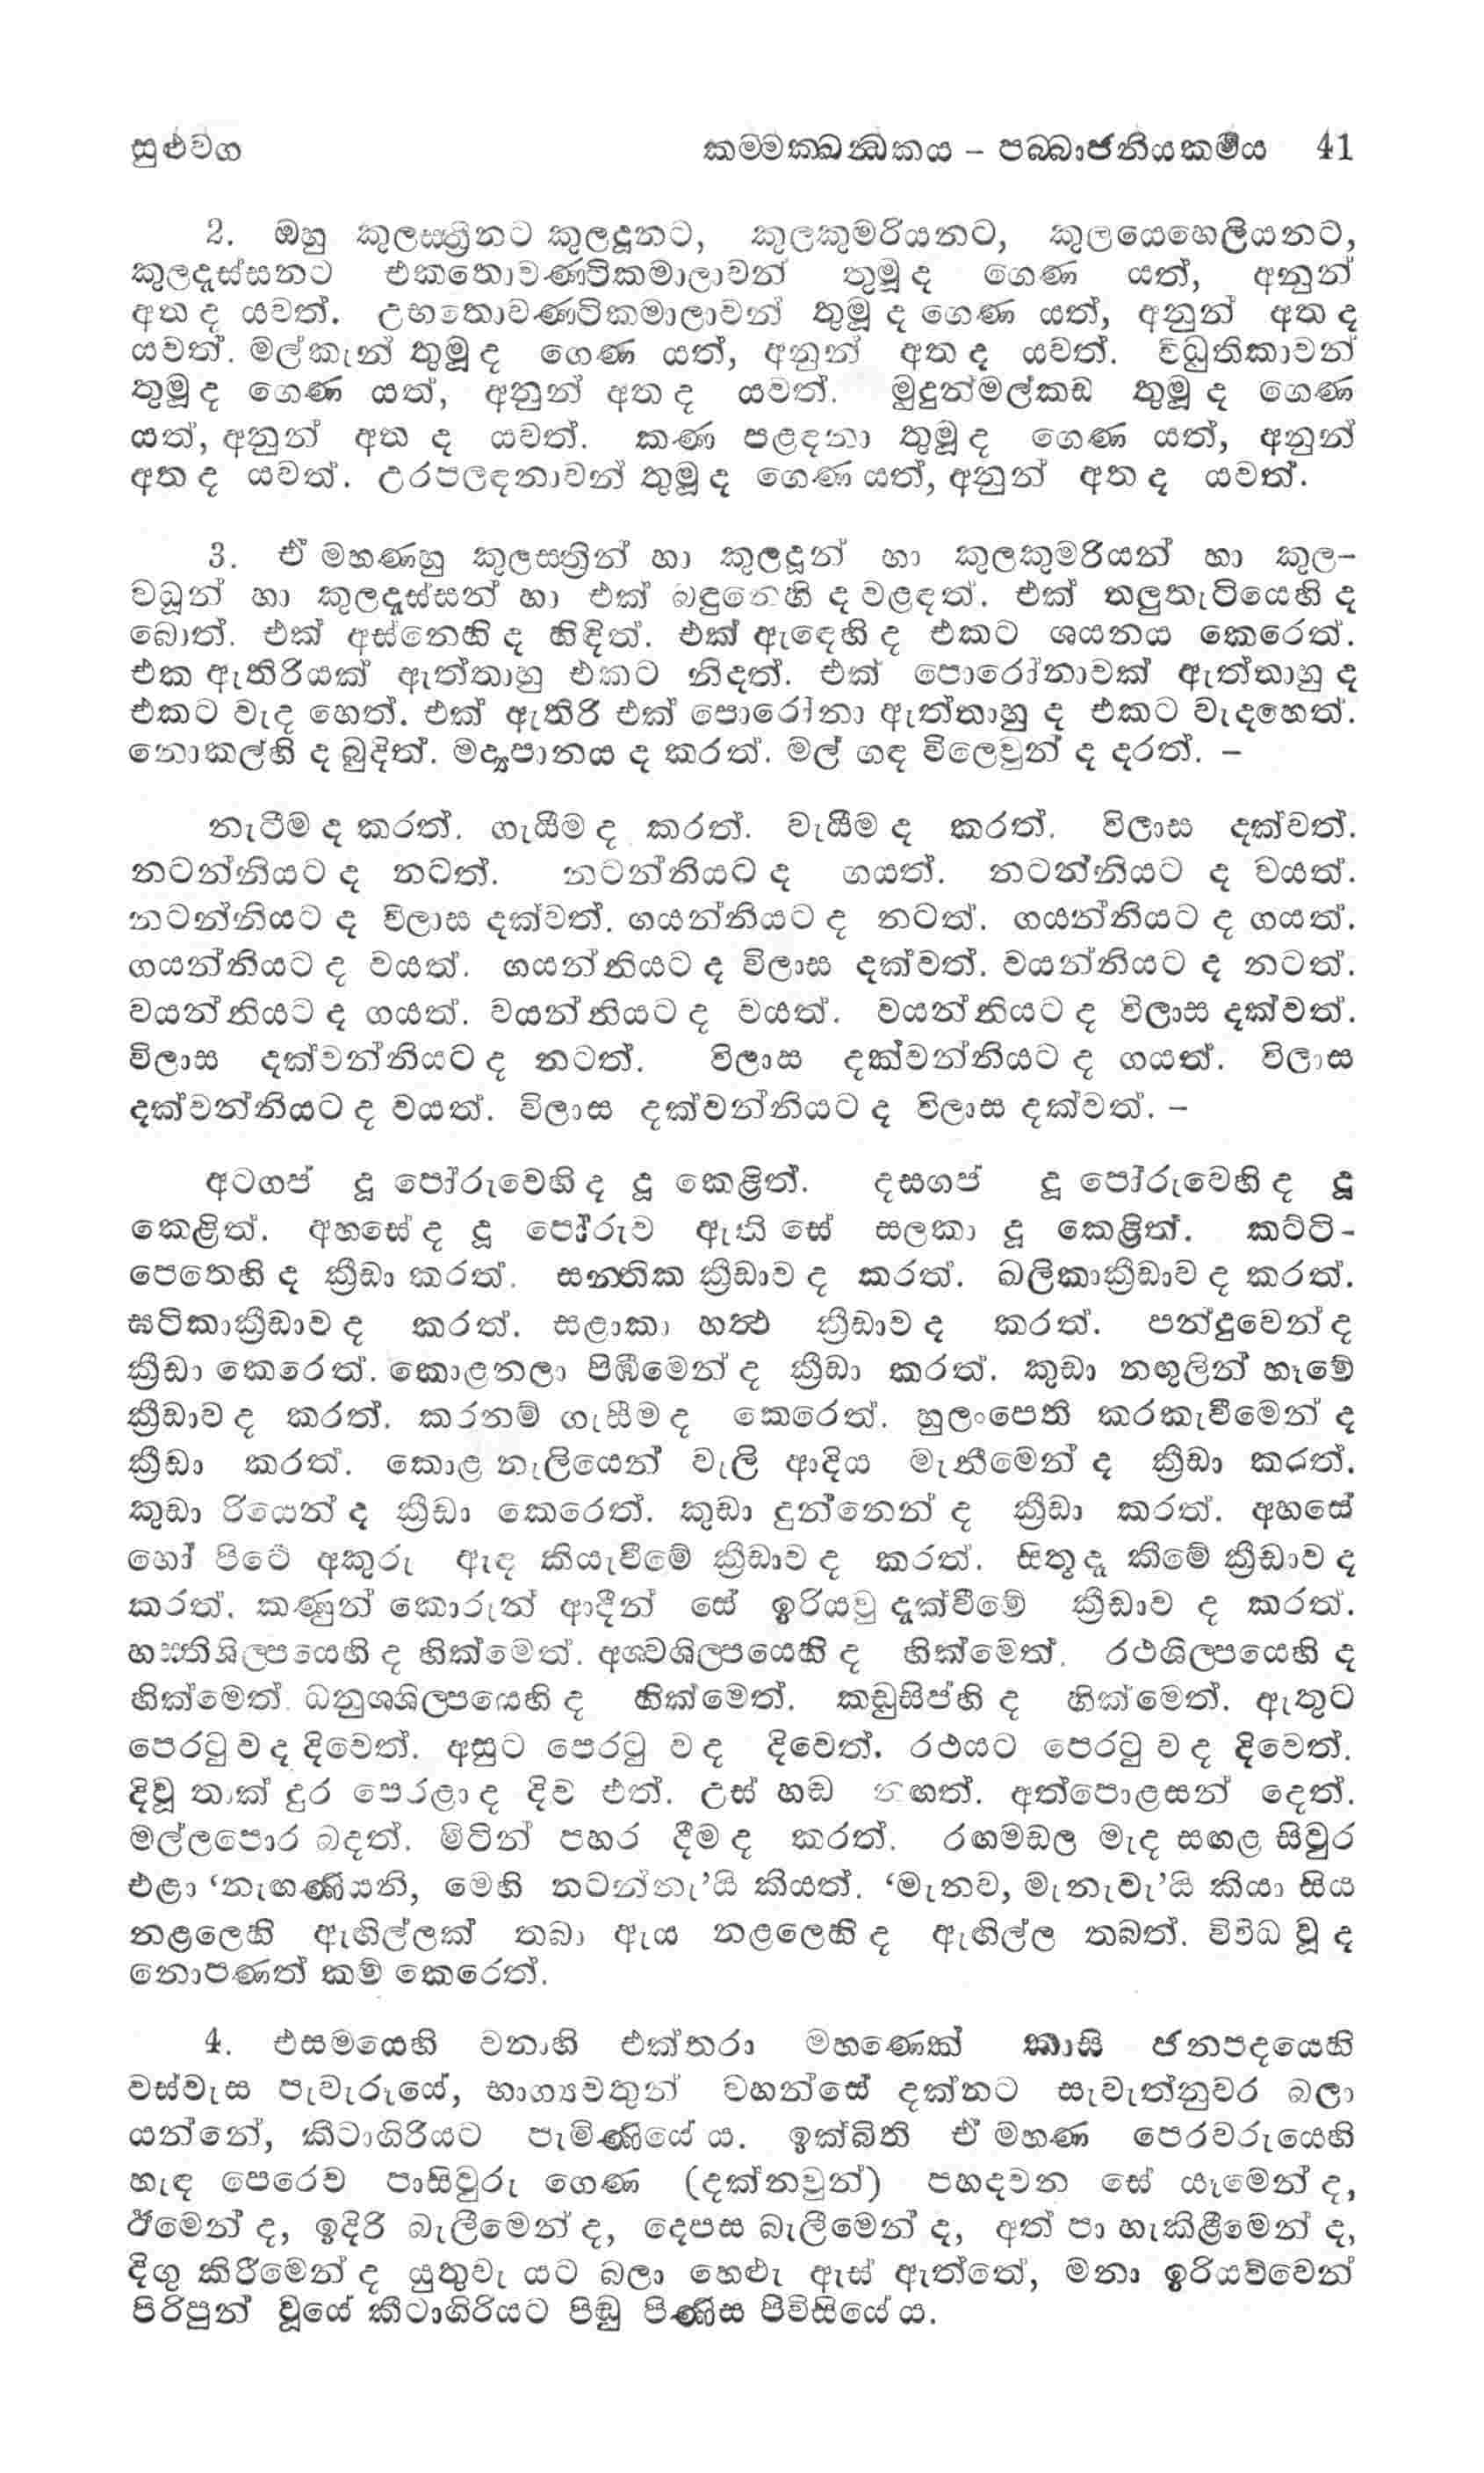 සුළුවග කම්මක්ඛන්ධකය – පබ්බාජනියකර්මය 41
2. ඔහු කුලස්ත්‍රීනට කුලදූනට, කුලකුමරියනට, කුලයෙහෙලියනට,
කුලදෑස්සනට එකතොවණ්ටිකමාලාවන් තුමූ ද ගෙණ යත්, අනුන්
අත ද යවත්. උභතොවණ්ටිකමාලාවන් තුමූ ද ගෙණ යත්, අනුන් අත ද
යවත්. මල්කැන් තුමූ ද ගෙණ යත්, අනුන් අත ද යවත්. විධුතිකාවන්
තුමූ ද ගෙණ යත්, අනුන් අත ද යවත්. මුදුන්මල්කඩ තුමූ ද ගෙණ
යත්, අනුන් අත ද යවත්. කණ පළඳනා තුමූ ද ගෙණ යත්, අනුන්
අත ද යවත්. උරපලඳනාවන් තුමූ ද ගෙණ යත්, අනුන් අත ද යවත්.
3. ඒ මහණහු කුලස්ත්‍රින් හා කුලදූන් හා කුලකුමරියන් හා කුල-
වධූන් හා කුලදෑස්සන් හා එක් බඳුනෙහි ද වළඳත්. එක් තලුතැටියෙහි ද
බොත්. එක් අස්නෙහි ද හිඳිත්. එක් ඇඳෙහි ද එකට ශයනය කෙරෙත්.
එක ඇතිරියක් ඇත්තාහු එකට නිදත්. එක් පොරෝනාවක් ඇත්තාහු ද
එකට වැද හෙත්. එක් ඇතිරි එක් පොරෝනා ඇත්තාහු ද එකට වැදහෙත්.
නොකල්හි ද බුදිත්. මද්‍යපානය ද කරත්. මල් ගඳ විලෙවුන් ද දරත්. –
නැටීම ද කරත්. ගැයීම ද කරත්. වැයීම ද කරත්. විලාස දක්වත්.
නටන්නියට ද නටත්. නටන්නියට ද ගයත්. නටන්නියට ද වයත්.
නටන්නියට ද විලාස දක්වත්. ගයන්නියට ද නටත්. ගයන්නියට ද ගයත්.
ගයන්නියට ද වයත්. ගයන්නියට ද විලාස දක්වත්. වයන්නියට ද නටත්.
වයන්නියට ද ගයත්. වයන්නියට ද වයත්. වයන්නියට ද විලාස දක්වත්.
විලාස දක්වන්නියට ද නටත්. විලාස දක්වන්නියට ද ගයත්. විලාස
දක්වන්නියට ද වයත්. විලාස දක්වන්නියට ද විලාස දක්වත්. –
අටගප් දූ පෝරුවෙහි ද දූ කෙළිත්. දසගප් දූ පෝරුවෙහි ද දූ
කෙළිත්. අහසේ ද දූ පෝරුව ඇති සේ සලකා දූ කෙළිත්. කට්ටි-
පෙතෙහි ද ක්‍රීඩා කරත්. සන්තික ක්‍රීඩාව ද කරත්. ඛලිකාක්‍රීඩාව ද කරත්.
ඝටිකාක්‍රීඩාව ද කරත්. සළාකා හත්ථ ක්‍රීඩාව ද කරත්. පන්දුවෙන් ද
ක්‍රීඩා කෙරෙත්. කොළනලා පිඹීමෙන් ද ක්‍රීඩා කරත්. කුඩා නඟුලින් හෑමේ
ක්‍රීඩාව ද කරත්. කරනම් ගැසීම ද කෙරෙත්. හුලංපෙති කරකැවීමෙන් ද
ක්‍රීඩා කරත්. කොළ නැලියෙන් වැලි ආදිය මැනීමෙන් ද ක්‍රීඩා කරත්.
කුඩා රියෙන් ද ක්‍රීඩා කෙරෙත්. කුඩා දුන්නෙන් ද ක්‍රීඩා කරත්. අහසේ
හෝ පිටේ අකුරු ඇඳ කියැවීමේ ක්‍රීඩාව ද කරත්. සිතූ දෑ කීමේ ක්‍රීඩාව ද
කරත්. කණුන් කොරුන් ආදීන් සේ ඉරියවු දැක්වීමේ ක්‍රීඩාව ද කරත්.
හස්තිශිල්පයෙහි ද හික්මෙත්. අශ්වශිල්පයෙහි ද හික්මෙත්. රථශිල්පයෙහි ද
හික්මෙත්. ධනුශ්ශිල්පයෙහි ද හික්මෙත්. කඩුසිප්හි ද හික්මෙත්. ඇතුට
පෙරටු ව ද දිවෙත්. අසුට පෙරටු ව ද දිවෙත්. රථයට පෙරටු ව ද දිවෙත්.
දිවූ තාක් දුර පෙරළා ද දිව එත්. උස් හඬ නඟත්. අත්පොළසන් දෙත්.
මල්ලපොර බදත්. මිටින් පහර දීම ද කරත්. රඟමඩල මැද සඟළ සිවුර
එළා ‘නැඟණියනි, මෙහි නටන්නැ’යි කියත්. ‘මැනව, මැනැවැ’යි කියා සිය
නළලෙහි ඇඟිල්ලක් තබා ඇය නළලෙහි ද ඇඟිල්ල තබත්. විවිධ වූ ද
නොපණත් කම් කෙරෙත්.
4. එසමයෙහි වනාහි එක්තරා මහණෙක් කාසි ජනපදයෙහි
වස්වැස පැවැරූයේ, භාග්‍යවතුන් වහන්සේ දක්නට සැවැත්නුවර බලා
යන්නේ, කීටාගිරියට පැමිණියේ ය. ඉක්බිති ඒ මහණ පෙරවරුයෙහි
හැඳ පෙරෙව පාසිවුරු ගෙණ (දක්නවුන්) පහදවන සේ යෑමෙන් ද,
ඊමෙන් ද, ඉදිරි බැලීමෙන් ද, දෙපස බැලීමෙන් ද, අත් පා හැකිළීමෙන් ද,
දිගු කිරීමෙන් ද යුතුවැ යට බලා හෙළු ඇස් ඇත්තේ, මනා ඉරියව්වෙන්
පිරිපුන් වූයේ කීටාගිරියට පිඬු පිණිස පිවිසියේ ය.